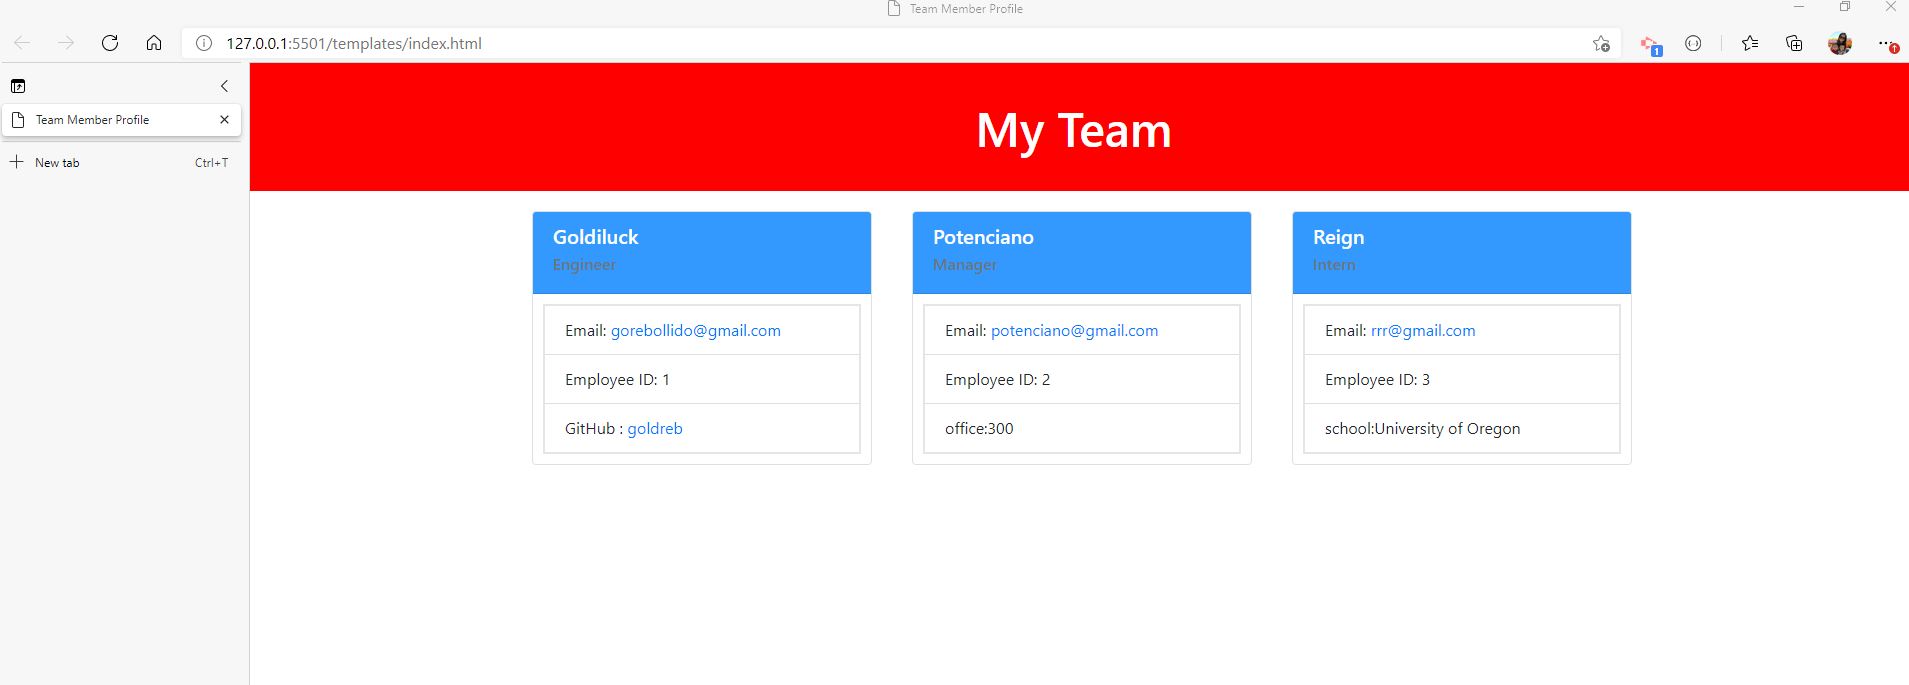 Team Member Profile
127.0.0.1:5501/templates/index.html
1
Team Member Profile
New tab Ctrl+T
My Team
Goldiluck
Engineer
Email: gorebollido@gmail.com
Employee ID: 1
GitHub : goldreb
Potenciano
Manager
Email: potenciano@gmail.com
Employee ID: 2
office:300
Reign
Intern
Email: rrr@gmail.com
Employee ID: 3
school:University of Oregon